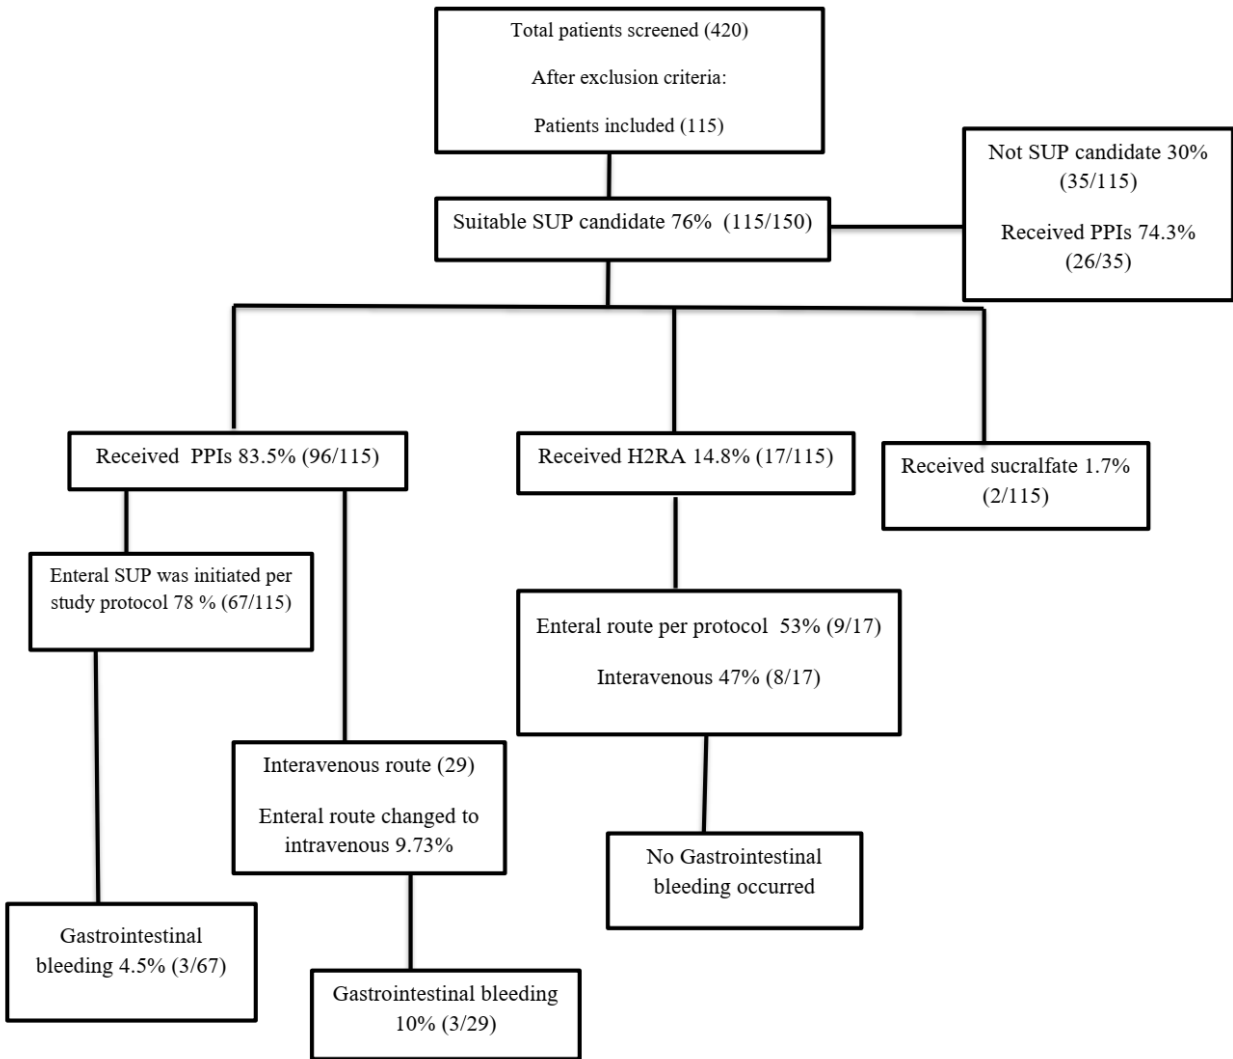 Total patients screened (420)
After exclusion criteria:
Patients included (115)
Not SUP candidate 30%
(35/115)
Received PPIs 74.3%
(26/35)
Suitable SUP candidate 76%  (115/150)
Received  PPIs 83.5% (96/115)
Received H2RA 14.8% (17/115)
Received sucralfate 1.7%
(2/115)
Enteral SUP was initiated per
study protocol 78 % (67/115)
Enteral route per protocol  53% (9/17)
Interavenous 47% (8/17)
Interavenous route (29)
Enteral route changed to
intravenous 9.73%
No Gastrointestinal
bleeding occurred
Gastrointestinal
bleeding 4.5% (3/67)
Gastrointestinal bleeding
10% (3/29)